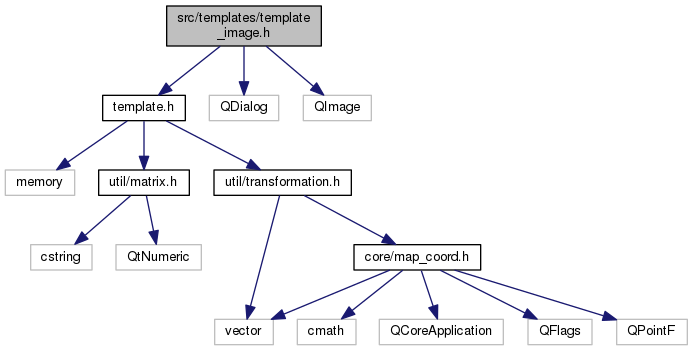 src/templates/template
_image.h
template.h
QDialog
QImage
memory
util/matrix.h
util/transformation.h
cstring
QtNumeric
core/map_coord.h
vector
cmath
QCoreApplication
QFlags
QPointF